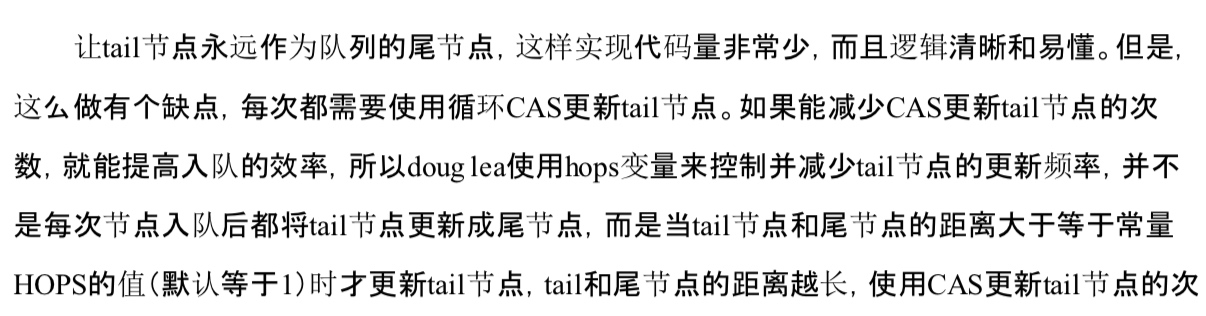 让tail节点永远作为队列的尾节点，这样实现代码量非常少，而且逻辑清晰和易懂。但是，
这么做有个缺点，每次都需要使用循环CAS更新tail节点。如果能减少CAS更新tail节点的次
数，就能提高入队的效率，所以doug lea使用hops变量来控制并减少tail节点的更新频率，并不
是每次节点入队后都将tail节点更新成尾节点，而是当tail节点和尾节点的距离大于等于常量
HOPS的值（默认等于1）时才更新tail节点，tail和尾节点的距离越长，使用CAS更新tail节点的次